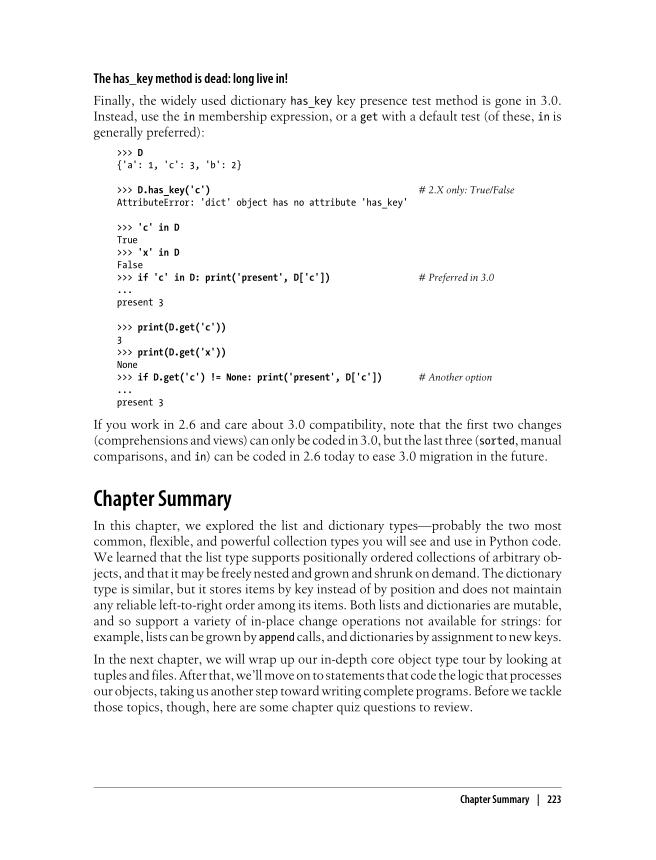 The has_key method is dead: long live in!
Finally, the widely used dictionary has_key key presence test method is gone in 3.0.
Instead, use the in membership expression, or a get with a default test (of these, in is
generally preferred):
>>> D
{'a': 1, 'c': 3, 'b': 2}
>>> D.has_key('c') # 2.X only: True/False
AttributeError: 'dict' object has no attribute 'has_key'
>>> 'c' in D
True
>>> 'x' in D
False
>>> if 'c' in D: print('present', D['c']) # Preferred in 3.0
...
present 3
>>> print(D.get('c'))
3
>>> print(D.get('x'))
None
>>> if D.get('c') != None: print('present', D['c']) # Another option
...
present 3
If you work in 2.6 and care about 3.0 compatibility, note that the first two changes
(comprehensions and views) can only be coded in 3.0, but the last three (sorted, manual
comparisons, and in) can be coded in 2.6 today to ease 3.0 migration in the future.
Chapter Summary
In this chapter, we explored the list and dictionary types—probably the two most
common, flexible, and powerful collection types you will see and use in Python code.
We learned that the list type supports positionally ordered collections of arbitrary ob-
jects, and that it may be freely nested and grown and shrunk on demand. The dictionary
type is similar, but it stores items by key instead of by position and does not maintain
any reliable left-to-right order among its items. Both lists and dictionaries are mutable,
and so support a variety of in-place change operations not available for strings: for
example, lists can be grown by append calls, and dictionaries by assignment to new keys.
In the next chapter, we will wrap up our in-depth core object type tour by looking at
tuples and files. After that, we'll move on to statements that code the logic that processes
our objects, taking us another step toward writing complete programs. Before we tackle
those topics, though, here are some chapter quiz questions to review.
Chapter Summary | 223